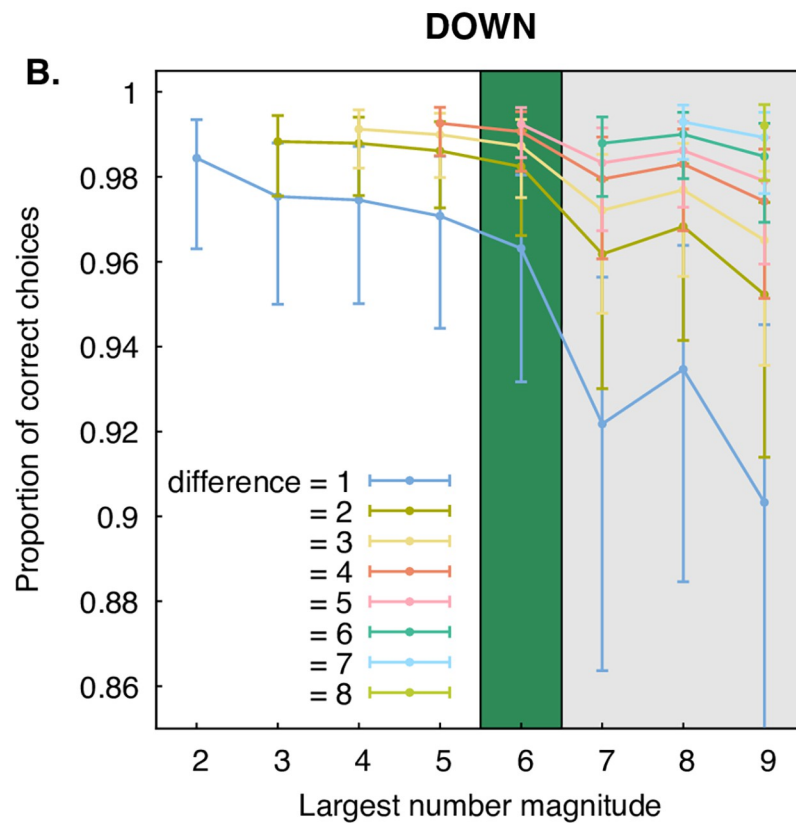 DOWN
B.
1
0.98
0.96
0.94
0.92
0.9
0.88
0.86
Proportion of correct choices
difference = 1
= 2
= 3
= 4
= 5
= 6
= 7
= 8
2 3 4 5 6 7 8 9
Largest number magnitude